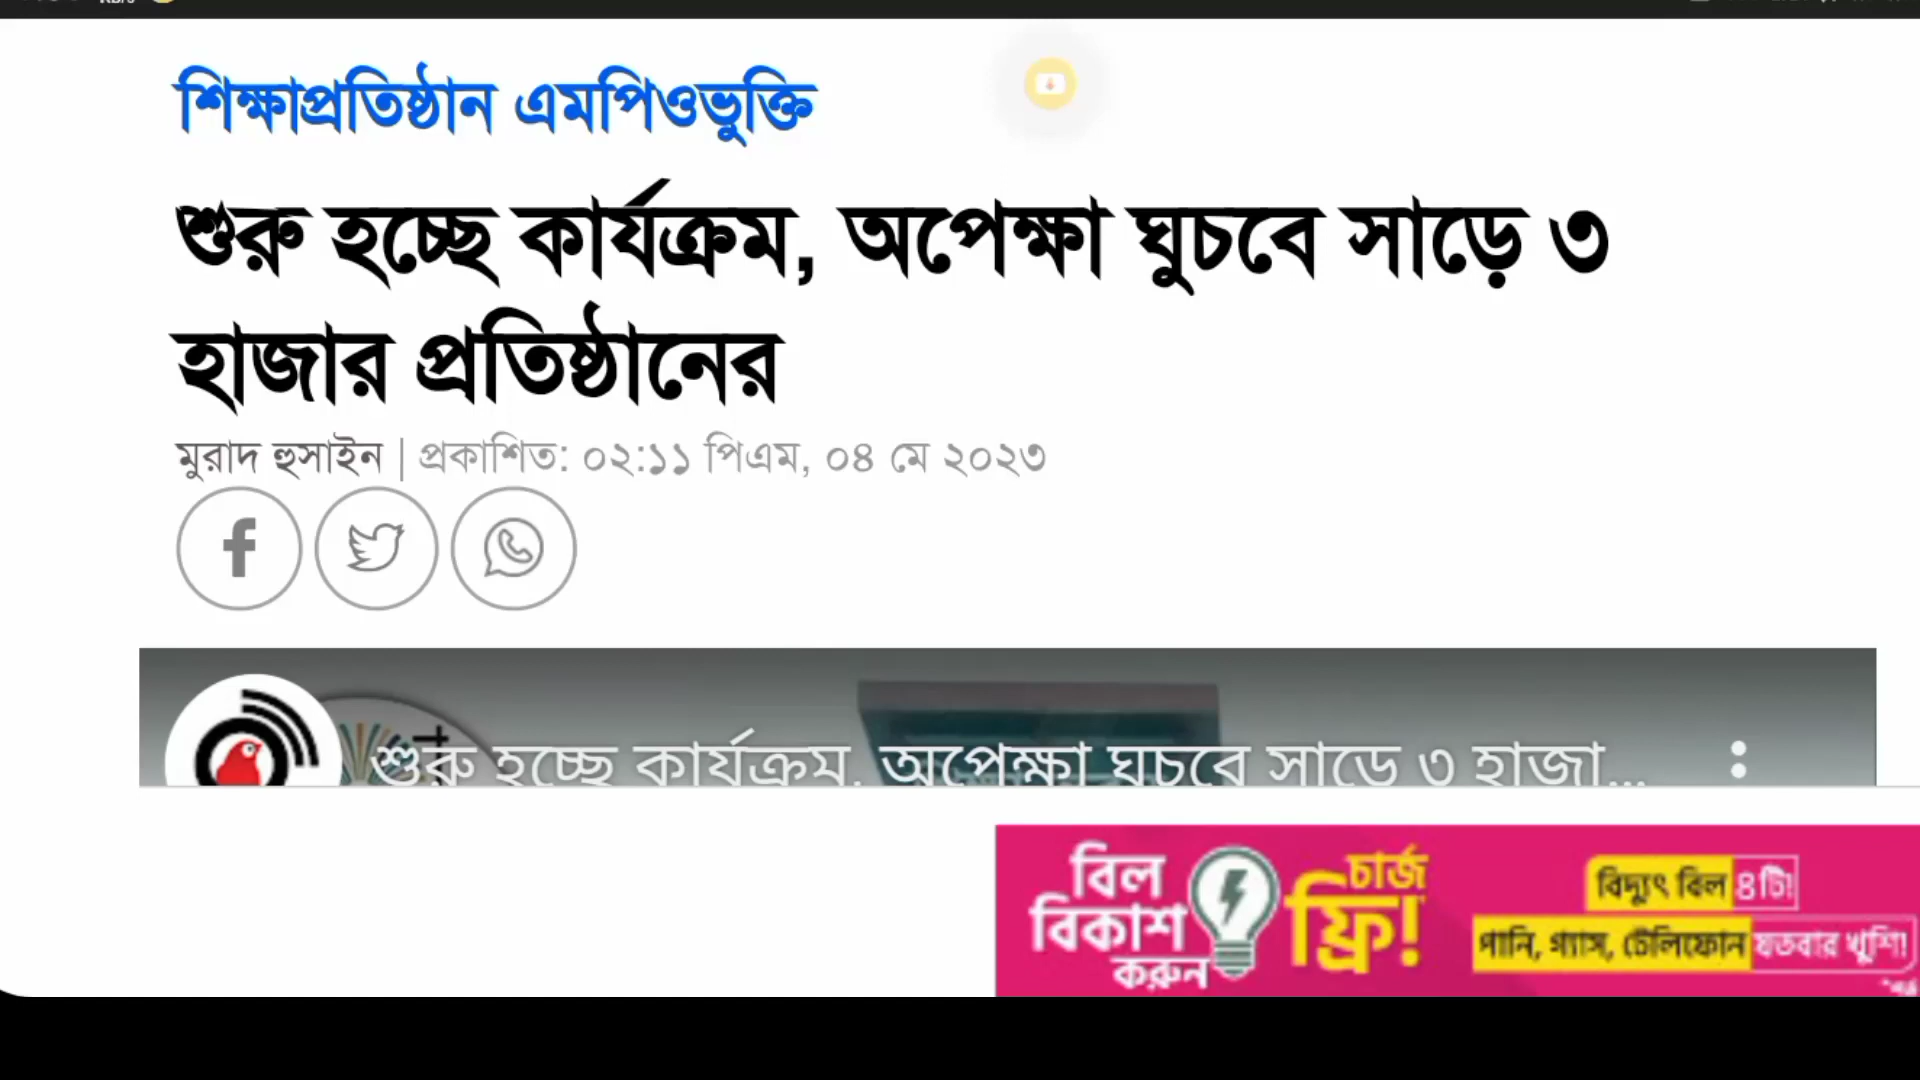 শিক্ষাপ্রতিষ্ঠান এমপিওভুক্তি
শুরু হচ্ছে কার্যক্রম, অপেক্ষা ঘুচবে সাড়ে ৩
হাজার প্রতিষ্ঠানের
মুরাদ হুসাইন | প্রকাশিত: ০২:১১ পিএম, ০৪ মে ২০২৩
শুরু হচ্ছে কার্যক্রম, অপেক্ষা ঘুচবে সাড়ে ৩ হাজা...
বিল
বিকাশ
করুন
চার্জ
ফ্রি!
বিদ্যুৎ বিল ৪টি!
পানি, গ্যাস, টেলিফোন যতবার খুশি!